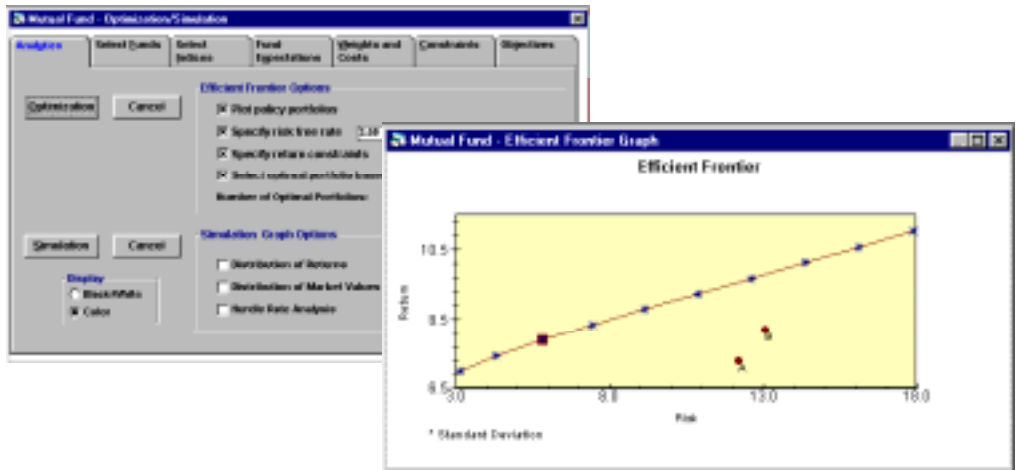 Mutual Fund - Optimization/Simulation
Analytics
Select Funds
Select Indices
Fund Expectations
Weights and Costs
Constraints
Objectives
Efficient Frontier Options
Optimization
Cancel
Plot policy portfolios
Specify risk free rate
Specify return constraints
Select optimal portfolio
Number of Optimal Portfolios:
Simulation
Cancel
Simulation Graph Options
Distribution of Returns
Distribution of Market Values
Hurdle Rate Analysis
Display
Black/White
Color
Mutual Fund - Efficient Frontier Graph
Efficient Frontier
Return
10.5
8.5
6.5
3.0
8.0
13.0
18.0
B
A
Risk
* Standard Deviation